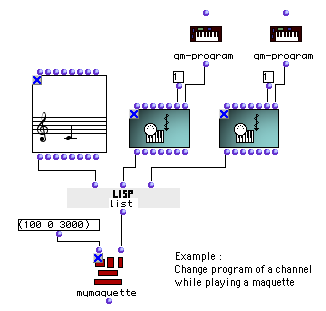 qm-program
qm-program
1
1
LISP
list
(100 0 3000)
mymaquette
Example :
Change program of a channel
while playing a maquette